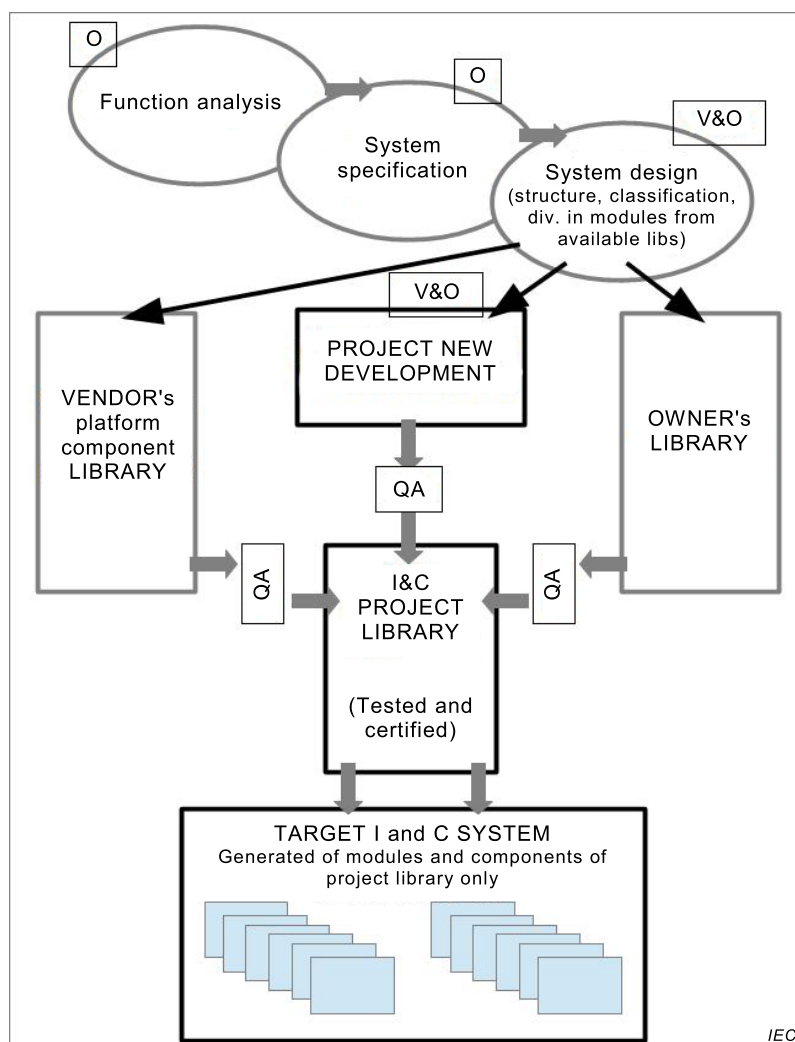 O
Function analysis
O
System
specification
V&O
System design
(structure, classification,
div. in modules from
available libs)
V&O
PROJECT NEW
DEVELOPMENT
VENDOR's
platform
component
LIBRARY
OWNER's
LIBRARY
QA
QA
QA
I&C
PROJECT
LIBRARY
(Tested and
certified)
TARGET I and C SYSTEM
Generated of modules and components of
project library only
IEC